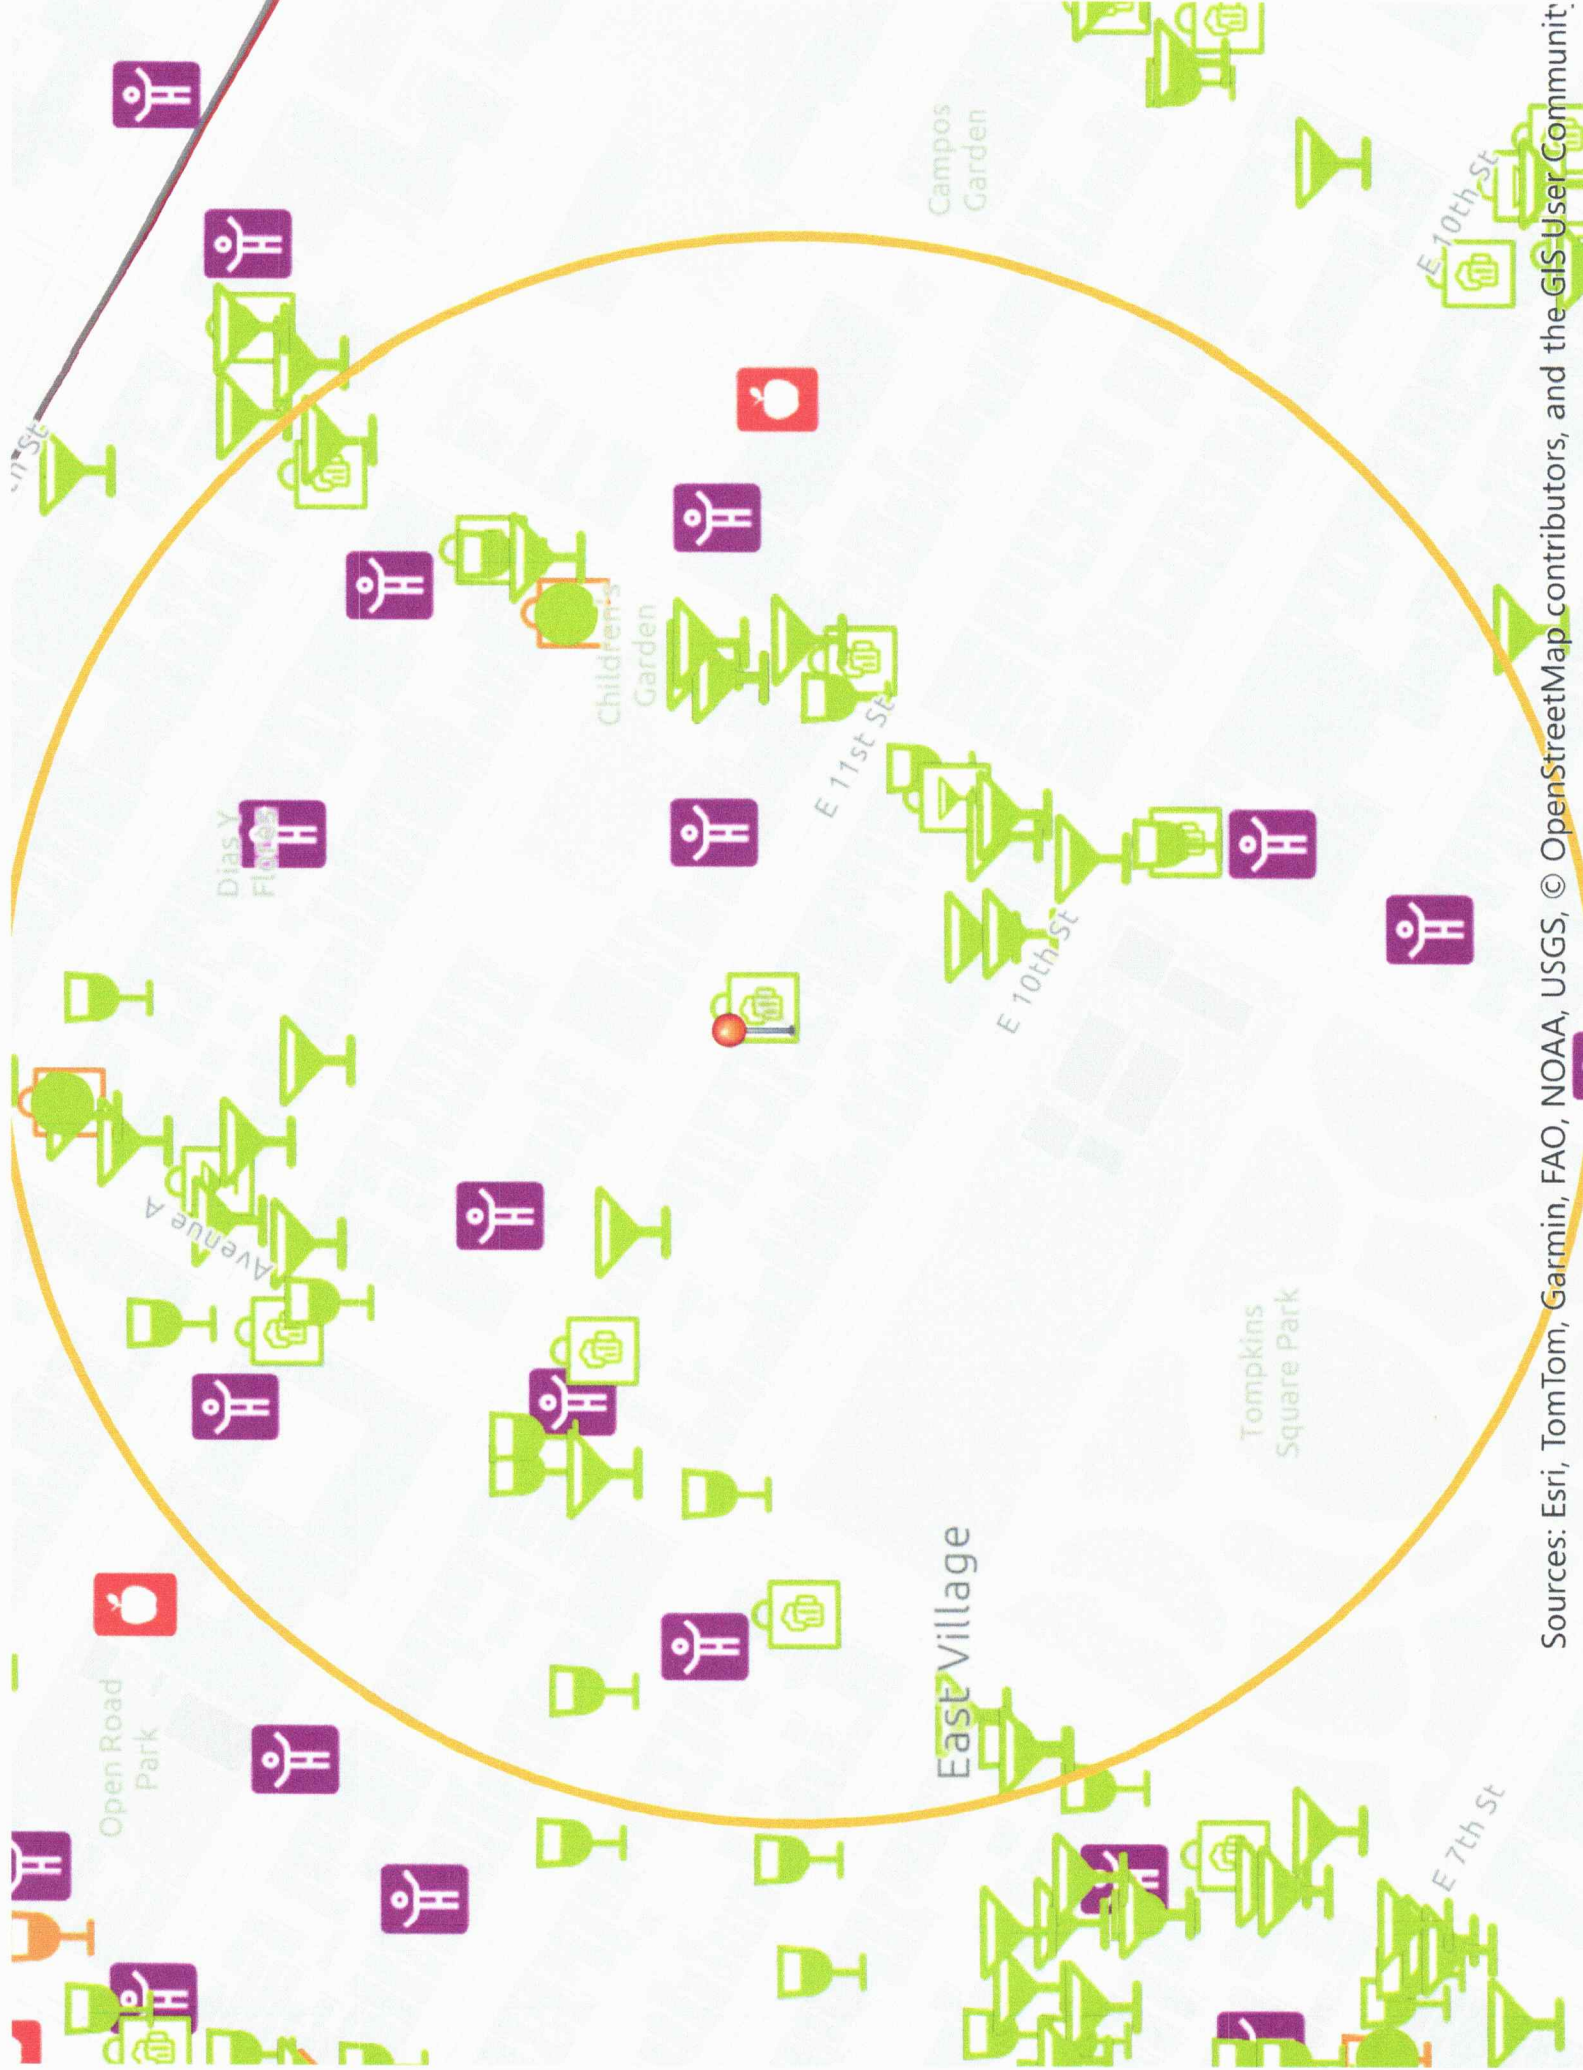 Open Road
Park
Avenue A
Dias Y
Flores
Children's
Garden
E 11st St
Campos
Garden
East Village
E 10th St
Tompkins
Square Park
E 10th St
E 7th St
Sources: Esri, TomTom, Garmin, FAO, NOAA, USGS, © OpenStreetMap contributors, and the GIS User Community